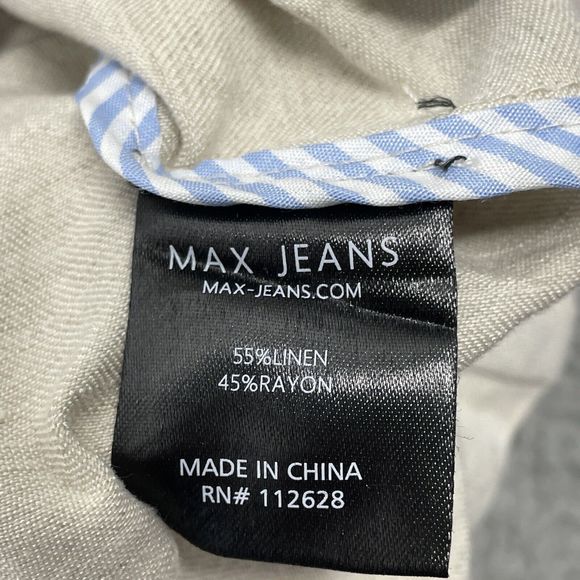 MAX JEANS
MAX-JEANS.COM
55%LINEN
45%RAYON
MADE IN CHINA
RN# 112628